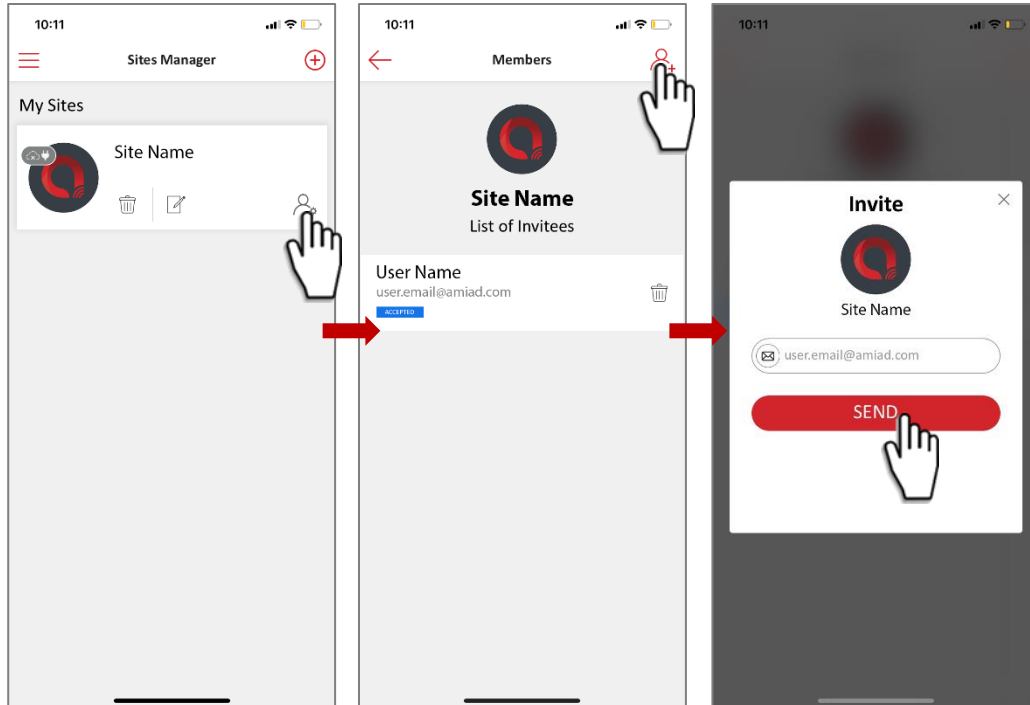 10:11
Sites Manager
My Sites
Site Name
10:11
Members
Site Name
List of Invitees
User Name
user.email@amiad.com
ACCEPTED
10:11
Invite
Site Name
user.email@amiad.com
SEND